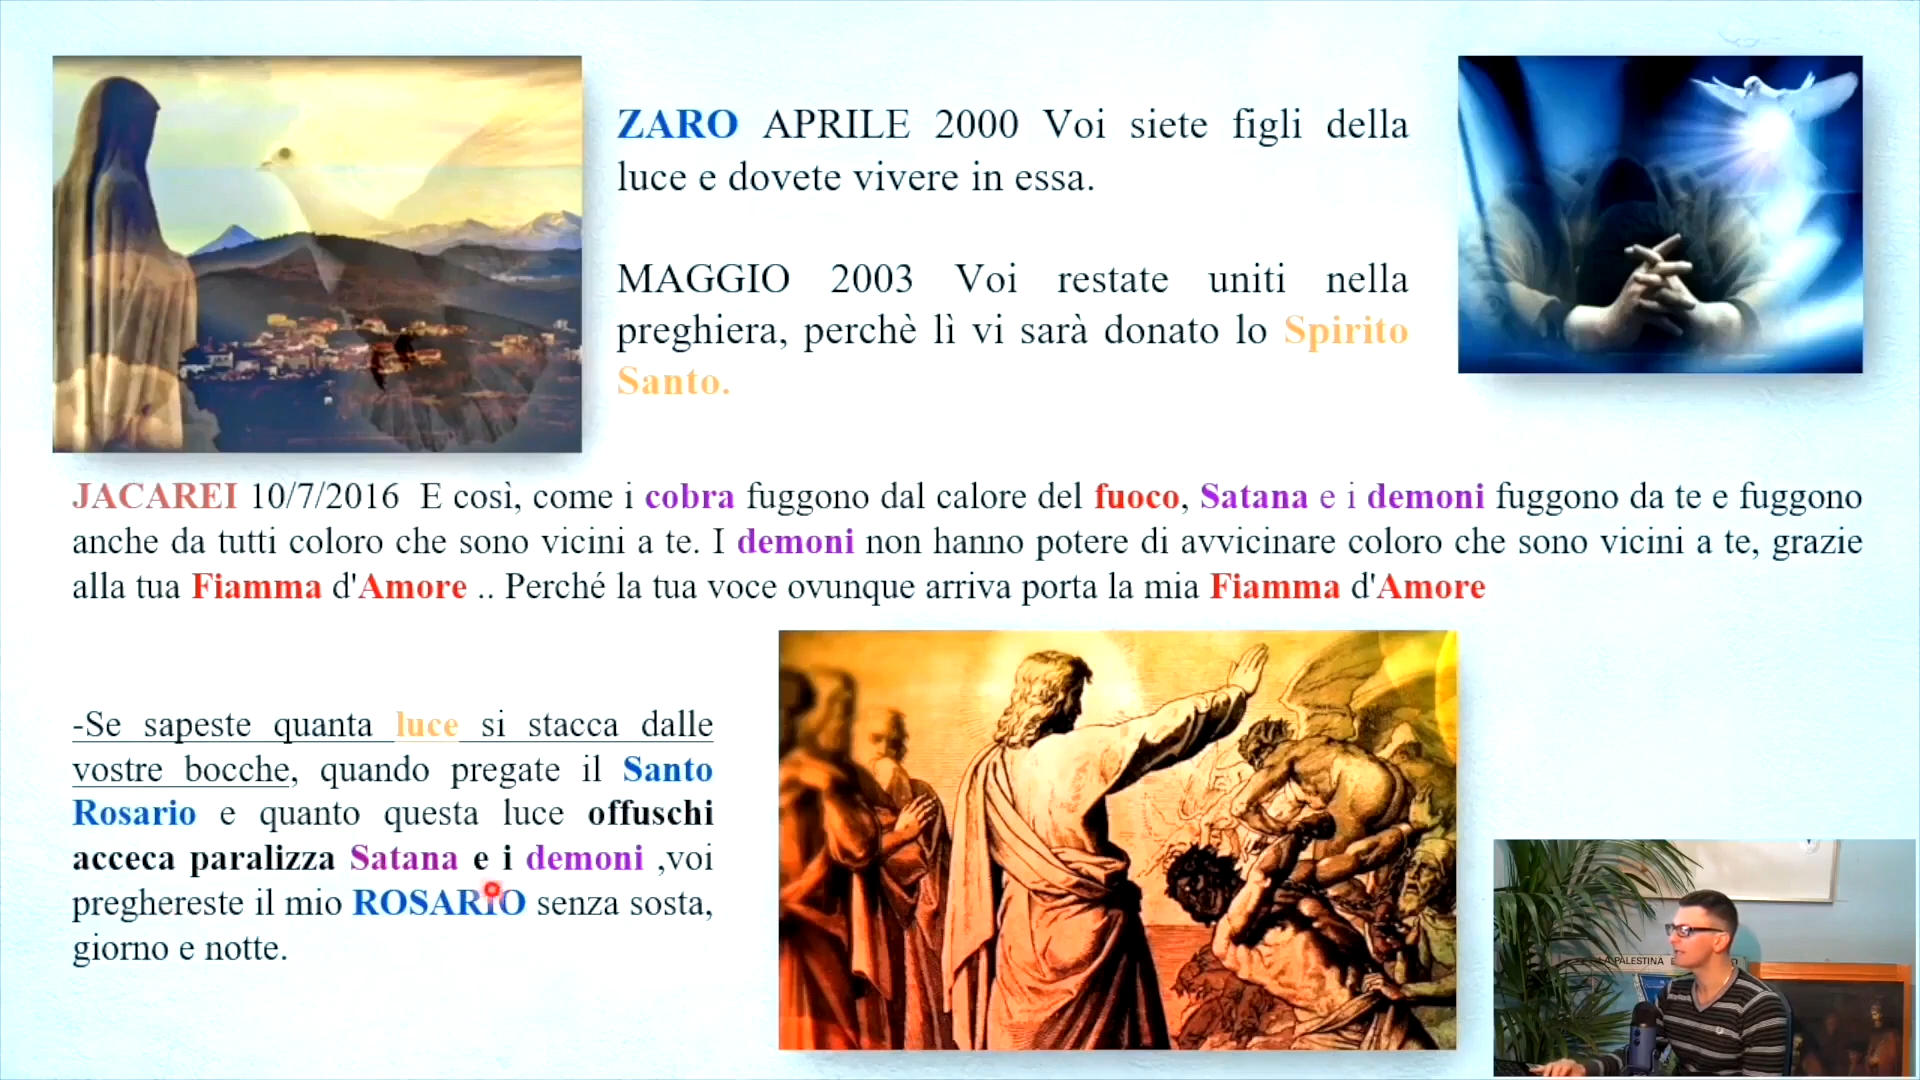 ZARO APRILE 2000 Voi siete figli della
luce e dovete vivere in essa.
MAGGIO 2003 Voi restate uniti nella
preghiera, perchè lì vi sarà donato lo Spirito
Santo.
JACAREI 10/7/2016 E così, come i cobra fuggono dal calore del fuoco, Satana e i demoni fuggono da te e fuggono
anche da tutti coloro che sono vicini a te. I demoni non hanno potere di avvicinare coloro che sono vicini a te, grazie
alla tua Fiamma d'Amore .. Perché la tua voce ovunque arriva porta la mia Fiamma d'Amore
-Se sapeste quanta luce si stacca dalle
vostre bocche, quando pregate il Santo
Rosario e quanto questa luce offuschi
acceca paralizza Satana e i demoni ,voi
preghereste il mio ROSARIO senza sosta,
giorno e notte.
LA PALESTINA